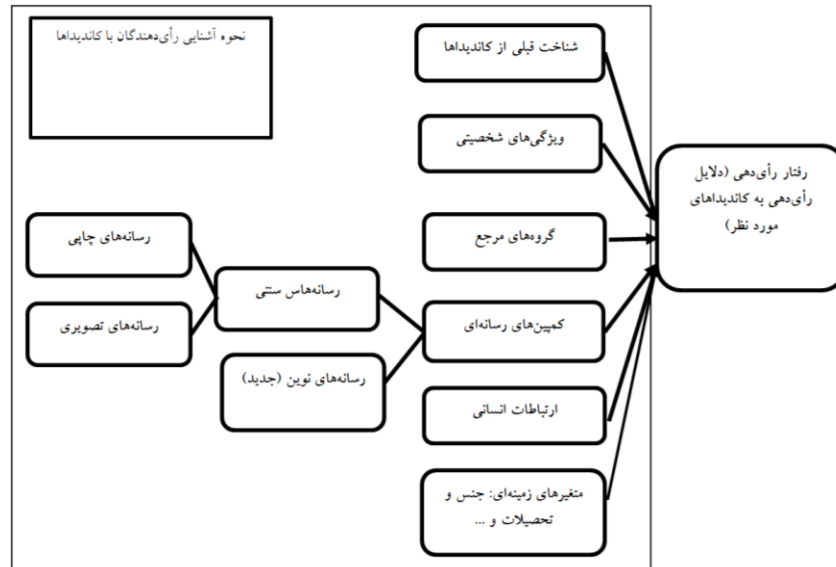 نحوه آشنایی رأی‌دهندگان با کاندیداها
شناخت قبلی از کاندیداها
ویژگی‌های شخصیتی
گروه‌های مرجع
کمپین‌های رسانه‌ای
ارتباطات انسانی
متغیرهای زمینه‌ای: جنس و
تحصیلات و ...
رفتار رأی‌دهی (دلایل
رأی‌دهی به کاندیداهای
مورد نظر)
رسانه‌هاس سنتی
رسانه‌های نوین (جدید)
رسانه‌های چاپی
رسانه‌های تصویری